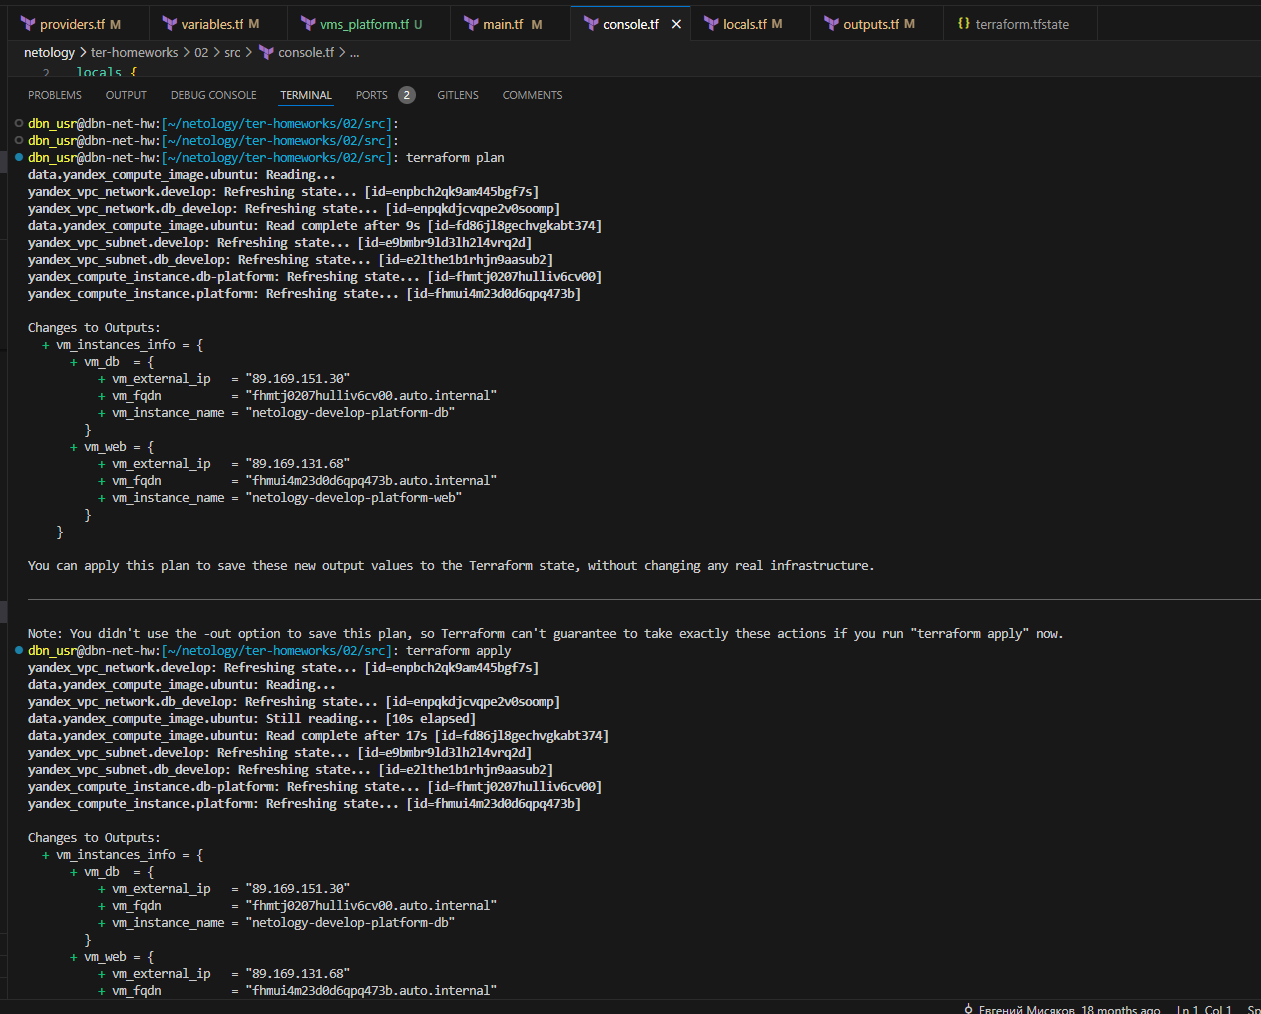 providers.tf M variables.tf M vms_platform.tf U main.tf M console.tf × locals.tf M outputs.tf M {} terraform.tfstate
netology > ter-homeworks > 02 > src > console.tf > ...
2 locals {
PROBLEMS OUTPUT DEBUG CONSOLE TERMINAL PORTS 2 GITLENS COMMENTS
dbn_usr@dbn-net-hw:[~/netology/ter-homeworks/02/src]:
dbn_usr@dbn-net-hw:[~/netology/ter-homeworks/02/src]:
dbn_usr@dbn-net-hw:[~/netology/ter-homeworks/02/src]: terraform plan
data.yandex_compute_image.ubuntu: Reading...
yandex_vpc_network.develop: Refreshing state... [id=enpbch2qk9am445bgf7s]
yandex_vpc_network.db_develop: Refreshing state... [id=enpqkdjcvqpe2v0soomp]
data.yandex_compute_image.ubuntu: Read complete after 9s [id=fd86jl8gechvgkabt374]
yandex_vpc_subnet.develop: Refreshing state... [id=e9bmbr9ld3lh2l4vrq2d]
yandex_vpc_subnet.db_develop: Refreshing state... [id=e2lthe1b1rhjn9aasub2]
yandex_compute_instance.db-platform: Refreshing state... [id=fhmtj0207hulliv6cv00]
yandex_compute_instance.platform: Refreshing state... [id=fhmui4m23d0d6qpq473b]
Changes to Outputs:
+ vm_instances_info = {
+ vm_db = {
+ vm_external_ip = "89.169.151.30"
+ vm_fqdn = "fhmtj0207hulliv6cv00.auto.internal"
+ vm_instance_name = "netology-develop-platform-db"
}
+ vm_web = {
+ vm_external_ip = "89.169.131.68"
+ vm_fqdn = "fhmui4m23d0d6qpq473b.auto.internal"
+ vm_instance_name = "netology-develop-platform-web"
}
}
You can apply this plan to save these new output values to the Terraform state, without changing any real infrastructure.
Note: You didn't use the -out option to save this plan, so Terraform can't guarantee to take exactly these actions if you run "terraform apply" now.
dbn_usr@dbn-net-hw:[~/netology/ter-homeworks/02/src]: terraform apply
yandex_vpc_network.develop: Refreshing state... [id=enpbch2qk9am445bgf7s]
data.yandex_compute_image.ubuntu: Reading...
yandex_vpc_network.db_develop: Refreshing state... [id=enpqkdjcvqpe2v0soomp]
data.yandex_compute_image.ubuntu: Still reading... [10s elapsed]
data.yandex_compute_image.ubuntu: Read complete after 17s [id=fd86jl8gechvgkabt374]
yandex_vpc_subnet.develop: Refreshing state... [id=e9bmbr9ld3lh2l4vrq2d]
yandex_vpc_subnet.db_develop: Refreshing state... [id=e2lthe1b1rhjn9aasub2]
yandex_compute_instance.db-platform: Refreshing state... [id=fhmtj0207hulliv6cv00]
yandex_compute_instance.platform: Refreshing state... [id=fhmui4m23d0d6qpq473b]
Changes to Outputs:
+ vm_instances_info = {
+ vm_db = {
+ vm_external_ip = "89.169.151.30"
+ vm_fqdn = "fhmtj0207hulliv6cv00.auto.internal"
+ vm_instance_name = "netology-develop-platform-db"
}
+ vm_web = {
+ vm_external_ip = "89.169.131.68"
+ vm_fqdn = "fhmui4m23d0d6qpq473b.auto.internal"
Евгений Мисяков, 18 months ago Ln 1, Col 1 Sp